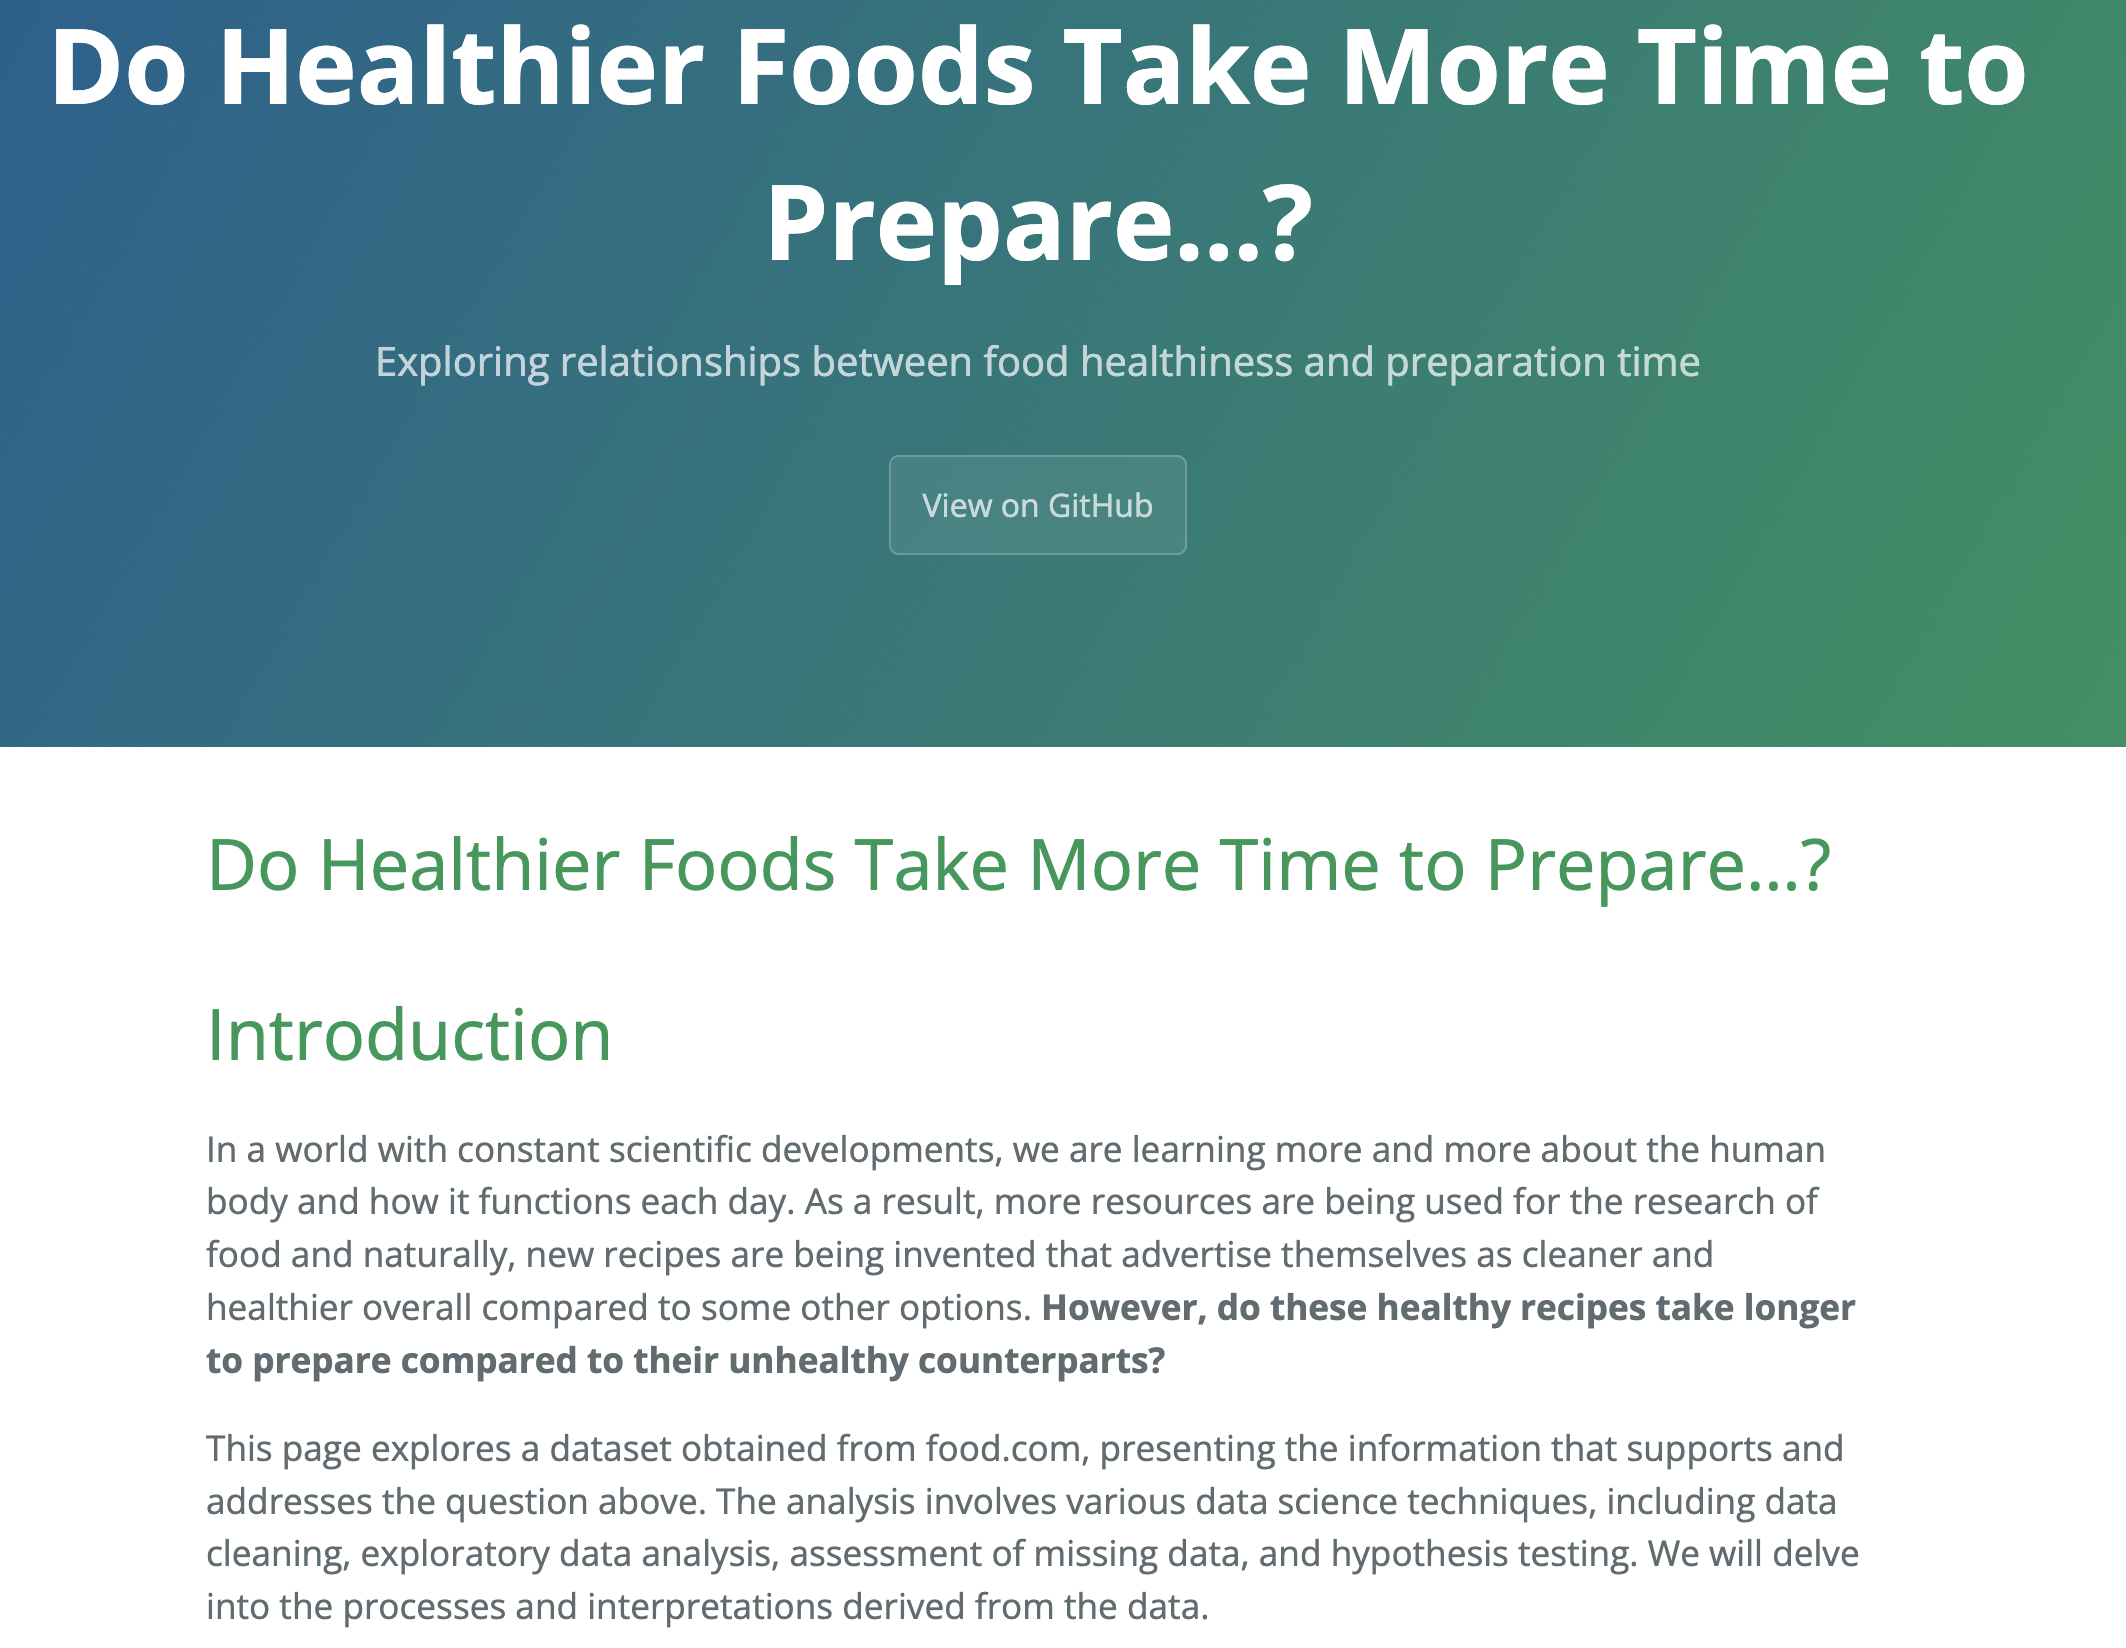 Do Healthier Foods Take More Time to
Prepare...?
Exploring relationships between food healthiness and preparation time
View on GitHub
Do Healthier Foods Take More Time to Prepare...?
Introduction
In a world with constant scientific developments, we are learning more and more about the human
body and how it functions each day. As a result, more resources are being used for the research of
food and naturally, new recipes are being invented that advertise themselves as cleaner and
healthier overall compared to some other options. However, do these healthy recipes take longer
to prepare compared to their unhealthy counterparts?
This page explores a dataset obtained from food.com, presenting the information that supports and
addresses the question above. The analysis involves various data science techniques, including data
cleaning, exploratory data analysis, assessment of missing data, and hypothesis testing. We will delve
into the processes and interpretations derived from the data.